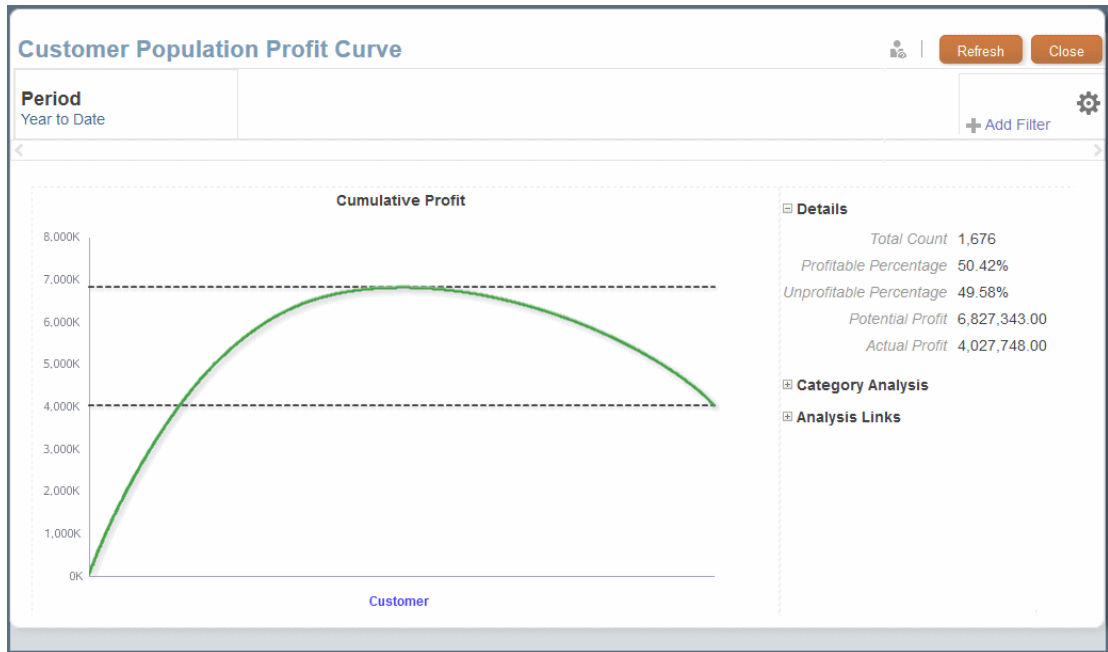 Customer Population Profit Curve
Refresh
Close
Period
Year to Date
Add Filter
Cumulative Profit
8,000K
7,000K
6,000K
5,000K
4,000K
3,000K
2,000K
1,000K
0K
Customer
Details
Total Count 1,676
Profitable Percentage 50.42%
Unprofitable Percentage 49.58%
Potential Profit 6,827,343.00
Actual Profit 4,027,748.00
Category Analysis
Analysis Links